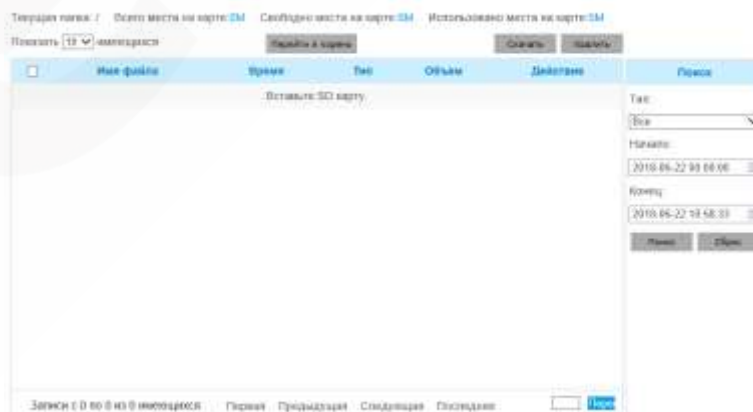 Текущая папка: / Всего места на карте:0M Свободно места на карте:0M Использовано места на карте:0M
Показать 10 имеющихся Перейти в корень Скачать Удалить
Имя файла Время Тип Объем Действие Поиск
Вставьте SD карту.
Тип:
Все
Начало:
2018-06-22 00:00:00
Конец:
2018-06-22 18:58:33
Поиск Сброс
Записи с 0 по 0 из 0 имеющихся Первая Предыдущая Следующая Последняя